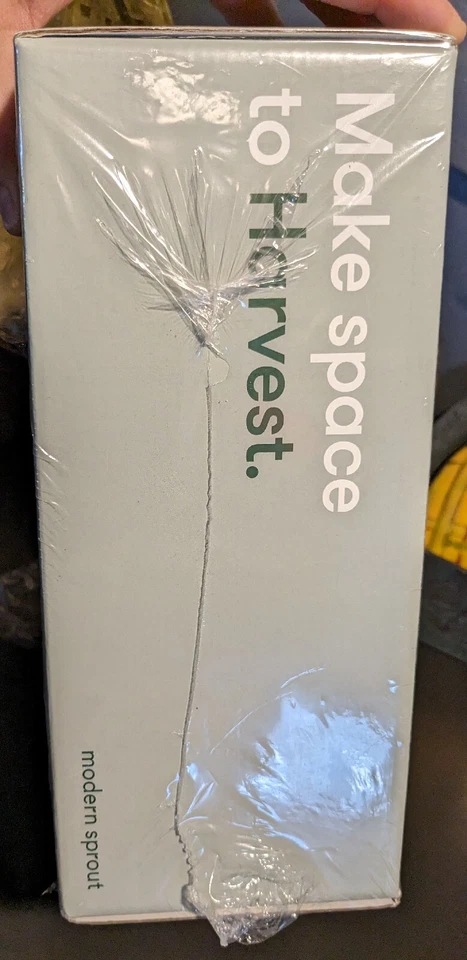 Make space
to Harvest.
modern sprout